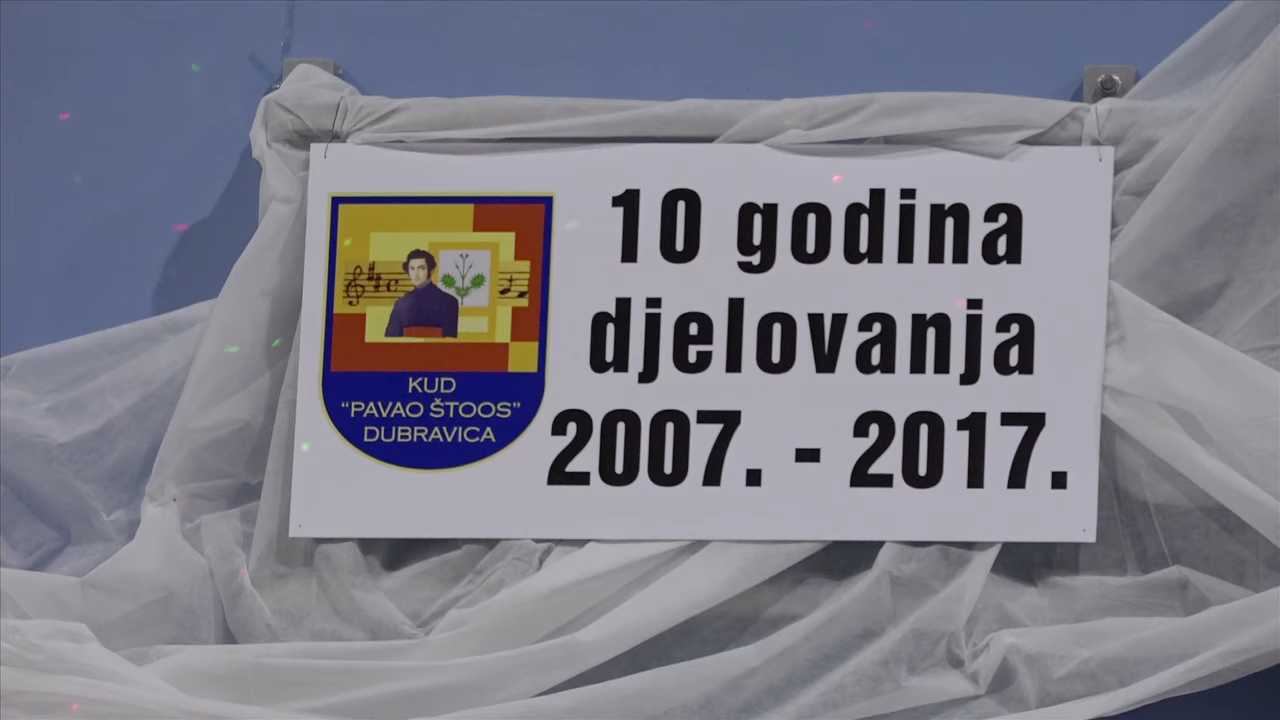 KUD
“PAVAO ŠTOOS”
DUBRAVICA
10 godina
djelovanja
2007. - 2017.